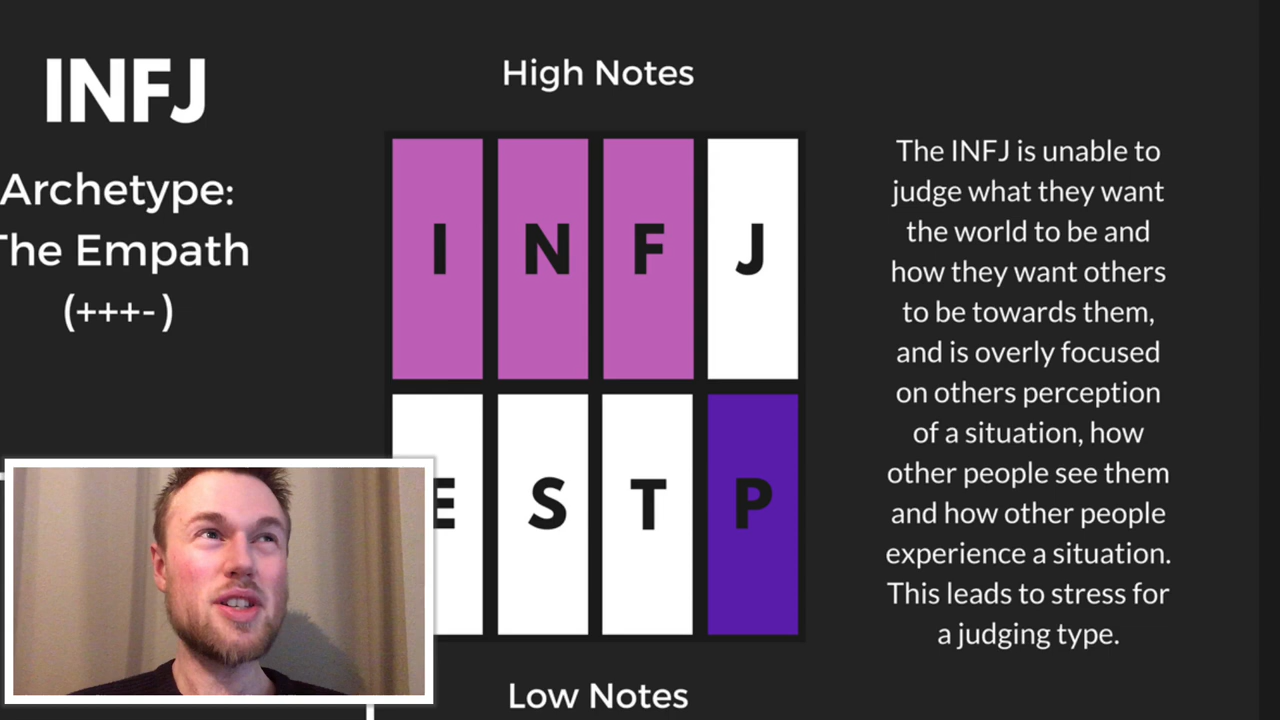 INFJ
Archetype:
The Empath
(+++-)
High Notes
I N F J
E S T P
Low Notes
The INFJ is unable to
judge what they want
the world to be and
how they want others
to be towards them,
and is overly focused
on others perception
of a situation, how
other people see them
and how other people
experience a situation.
This leads to stress for
a judging type.